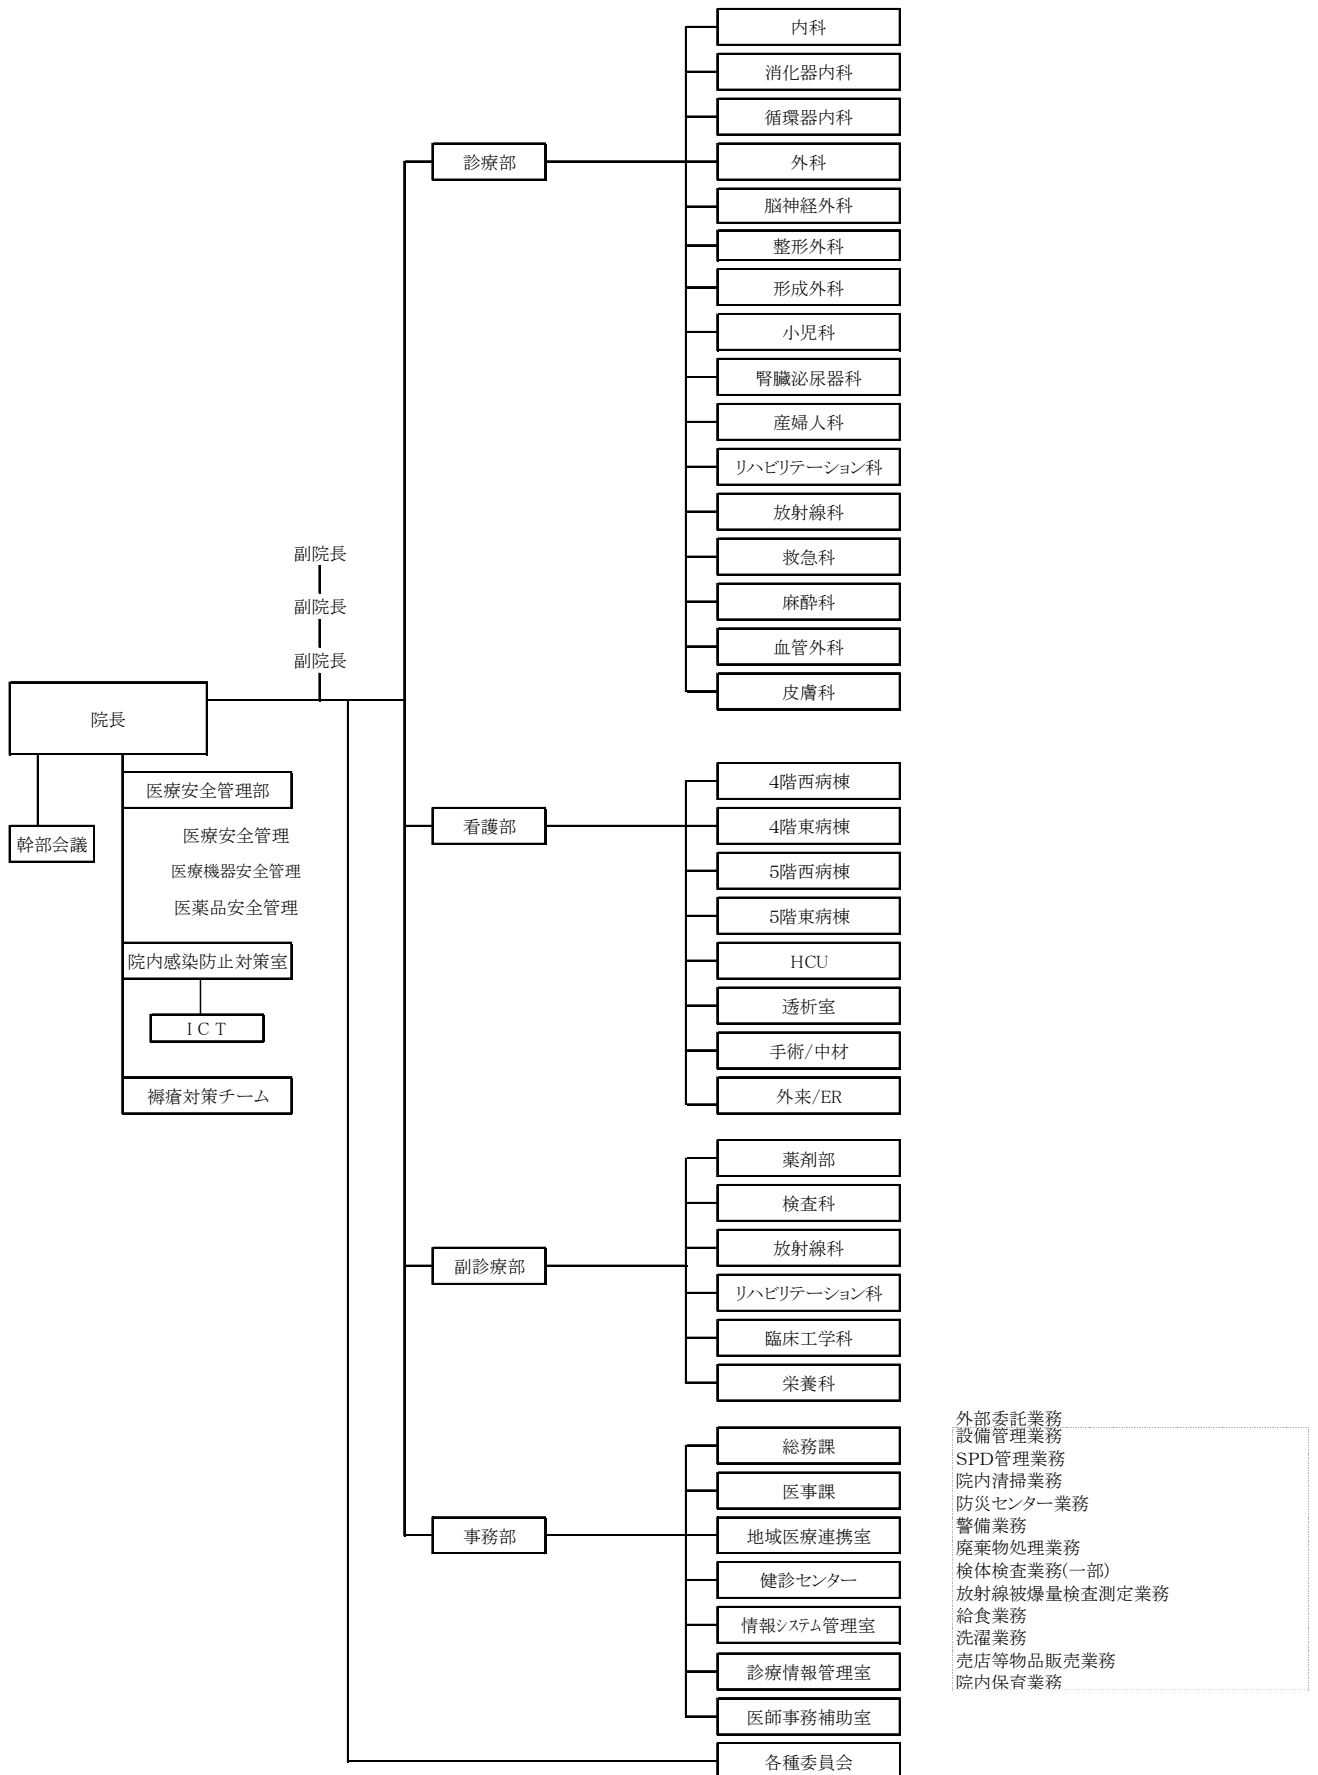 内科
消化器内科
循環器内科
診療部
外科
脳神経外科
整形外科
形成外科
小児科
腎臓泌尿器科
産婦人科
リハビリテーション科
放射線科
救急科
麻酔科
血管外科
皮膚科
副院長
副院長
副院長
院長
幹部会議
医療安全管理部
医療安全管理
医療機器安全管理
医薬品安全管理
院内感染防止対策室
ICT
褥瘡対策チーム
看護部
4階西病棟
4階東病棟
5階西病棟
5階東病棟
HCU
透析室
手術/中材
外来/ER
副診療部
薬剤部
検査科
放射線科
リハビリテーション科
臨床工学科
栄養科
事務部
総務課
医事課
地域医療連携室
健診センター
情報システム管理室
診療情報管理室
医師事務補助室
各種委員会
外部委託業務
設備管理業務
SPD管理業務
院内清掃業務
防災センター業務
警備業務
廃棄物処理業務
検体検査業務(一部)
放射線被爆量検査測定業務
給食業務
洗濯業務
売店等物品販売業務
院内保育業務